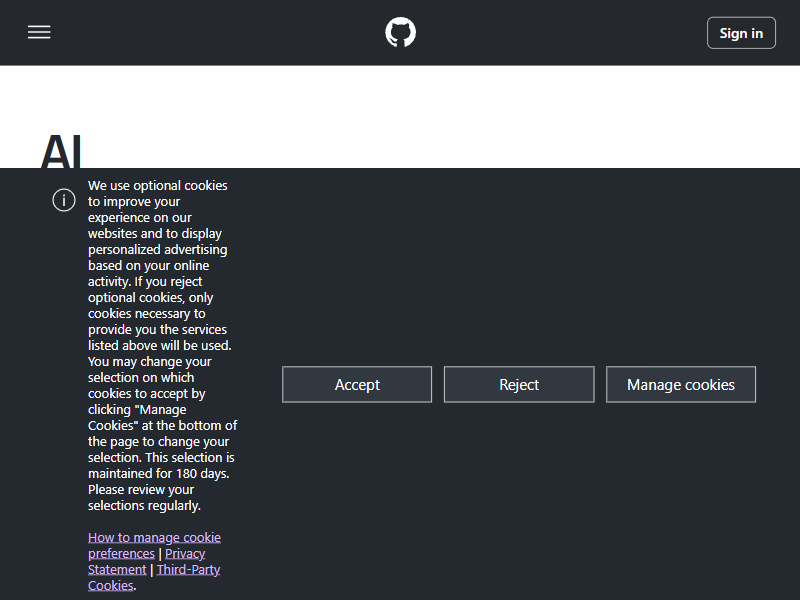 Sign in
AI
We use optional cookies
to improve your
experience on our
websites and to display
personalized advertising
based on your online
activity. If you reject
optional cookies, only
cookies necessary to
provide you the services
listed above will be used.
You may change your
selection on which
cookies to accept by
clicking "Manage
Cookies" at the bottom of
the page to change your
selection. This selection is
maintained for 180 days.
Please review your
selections regularly.
How to manage cookie
preferences | Privacy
Statement | Third-Party
Cookies.
Accept
Reject
Manage cookies